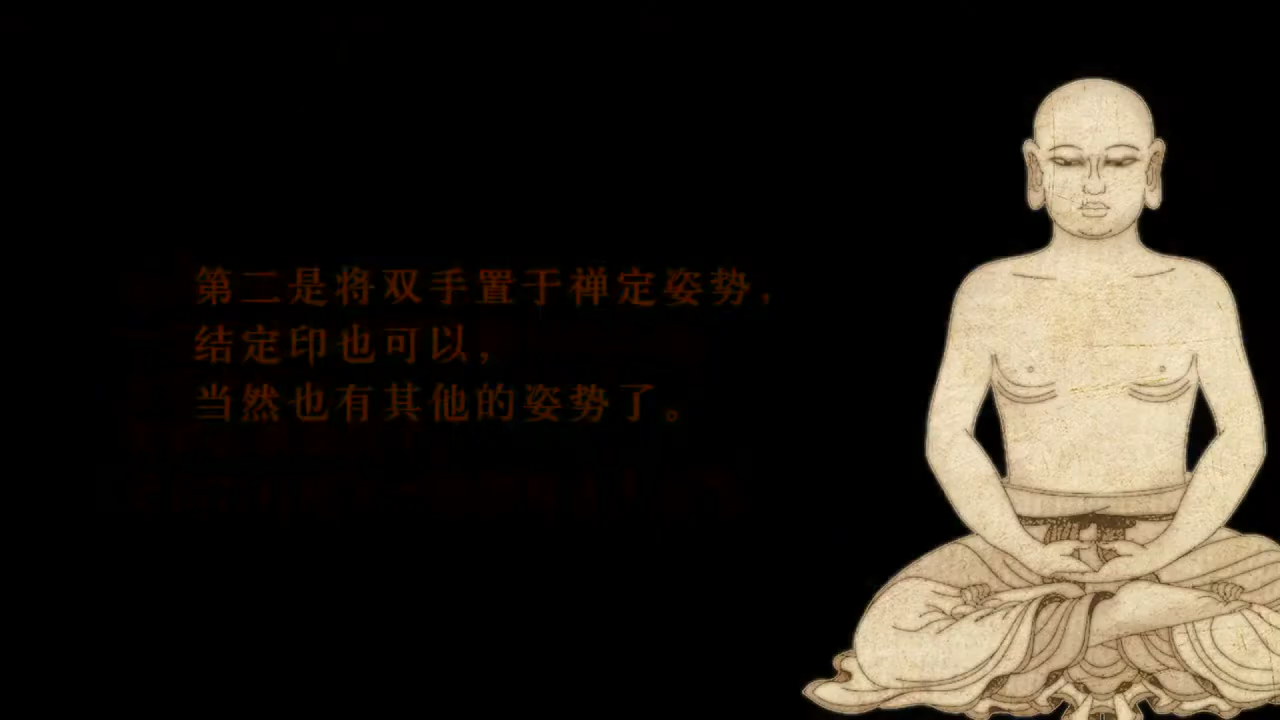 第二是将双手置于禅定姿势，
结定印也可以，
当然也有其他的姿势了。